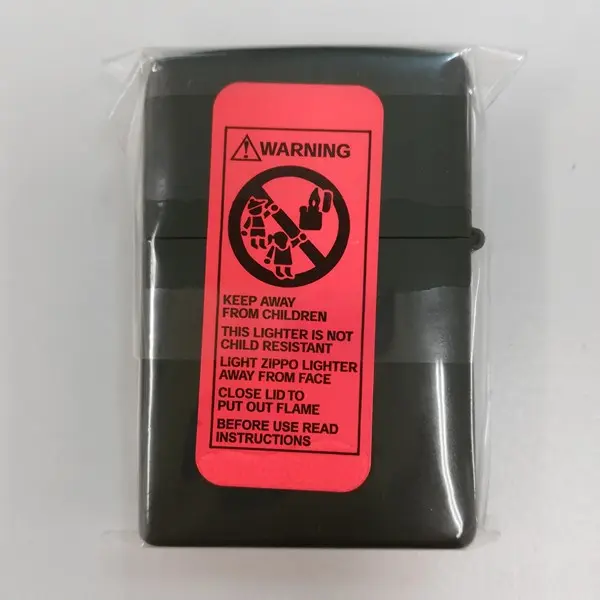 WARNING
KEEP AWAY
FROM CHILDREN
THIS LIGHTER IS NOT
CHILD RESISTANT
LIGHT ZIPPO LIGHTER
AWAY FROM FACE
CLOSE LID TO
PUT OUT FLAME
BEFORE USE READ
INSTRUCTIONS